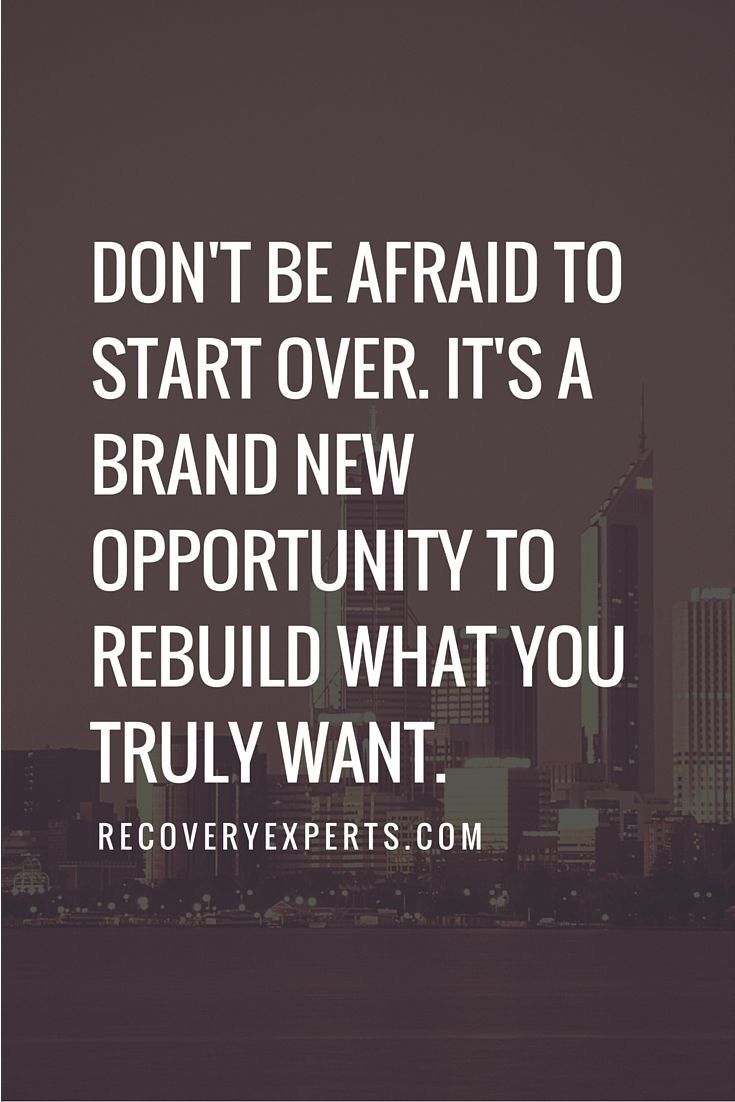 DON'T BE AFRAID TO
START OVER. IT'S A
BRAND NEW
OPPORTUNITY TO
REBUILD WHAT YOU
TRULY WANT.
RECOVERYEXPERTS.COM